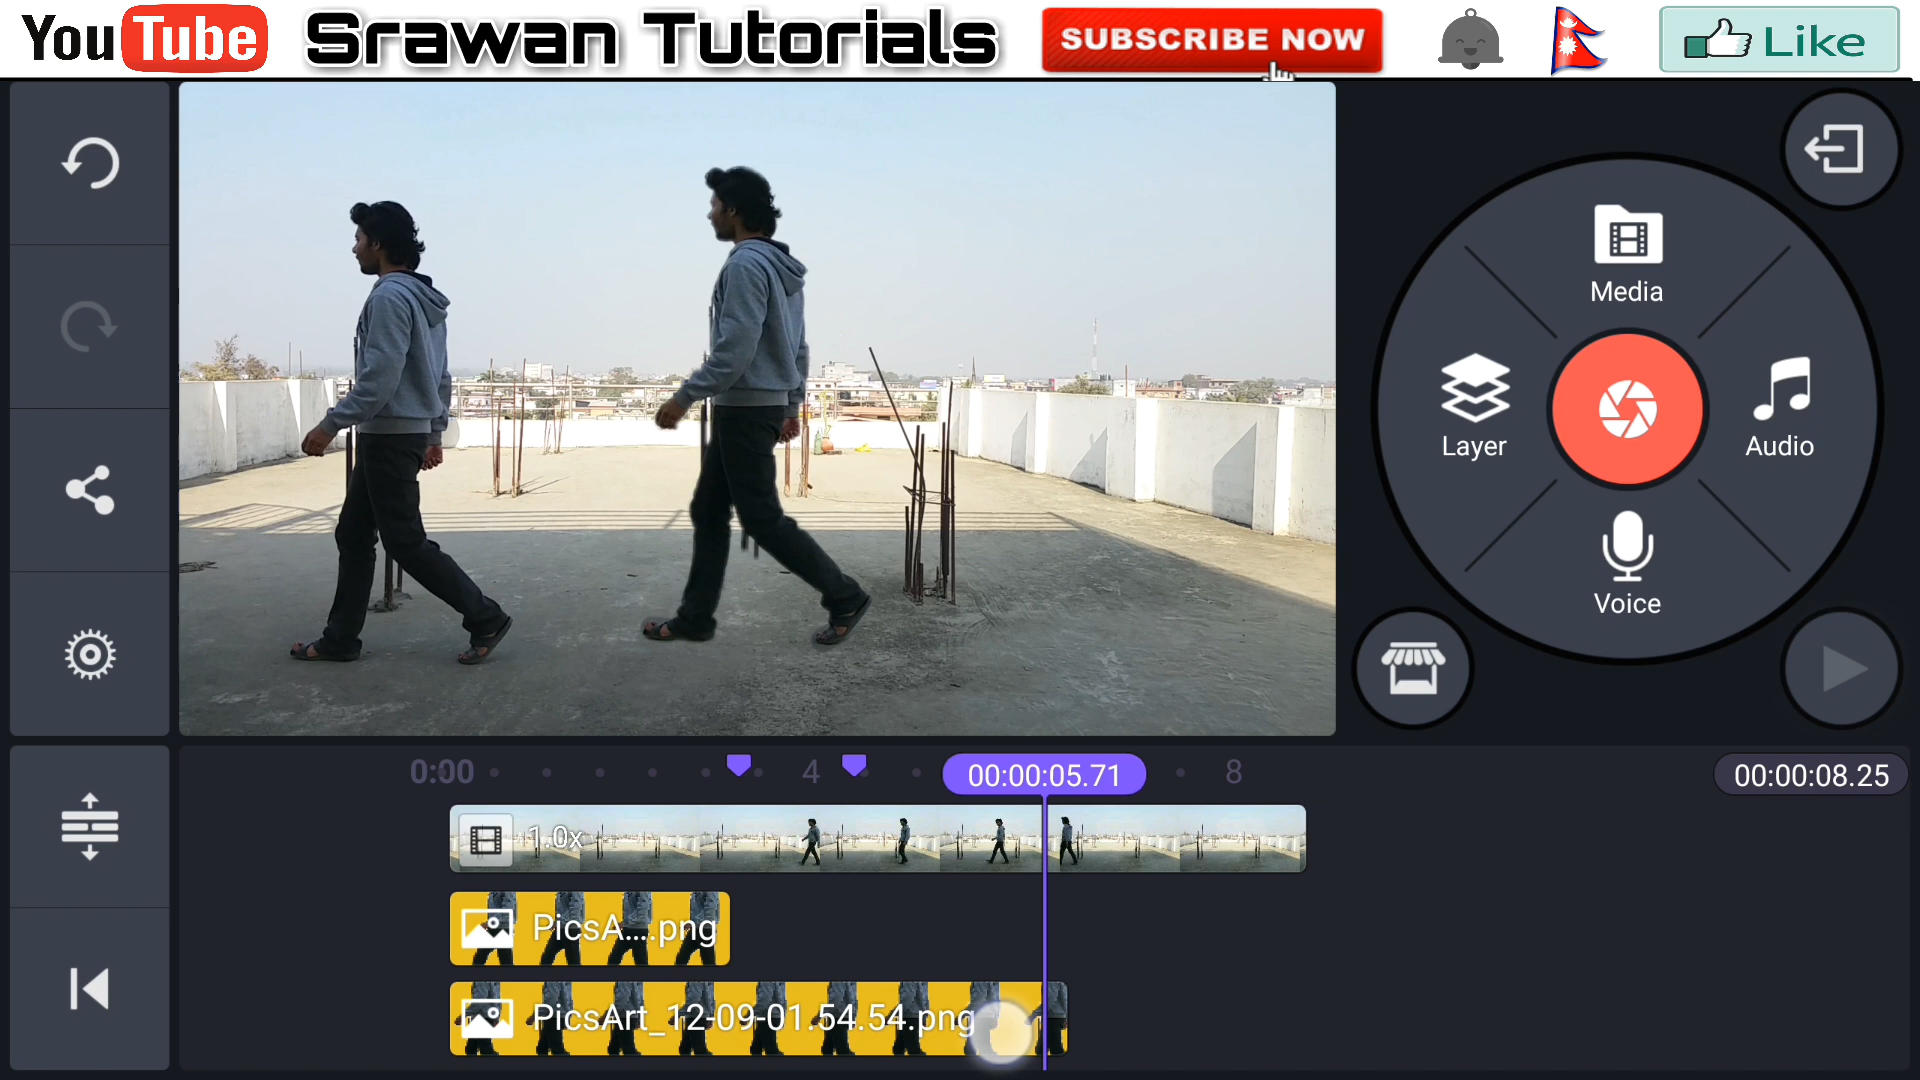 YouTube Srawan Tutorials SUBSCRIBE NOW Like
Media
Layer
Audio
Voice
0:00 4 00:00:05.71 8 00:00:08.25
1.0x
PicsA....png
PicsArt_12-09-01.54.54.png